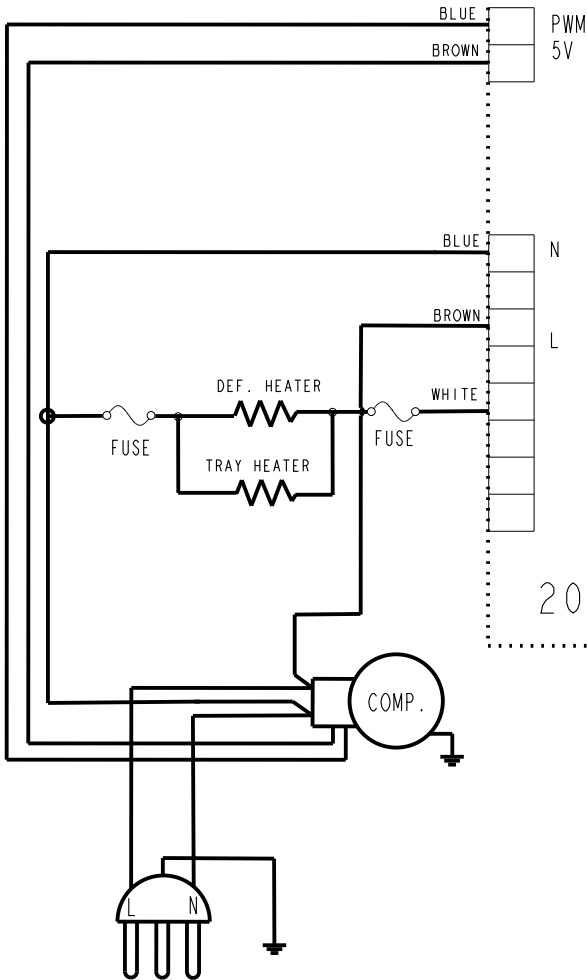 BLUE
PWM
BROWN
5V
BLUE
N
BROWN
L
DEF. HEATER
WHITE
FUSE
FUSE
TRAY HEATER
20
COMP.
L
N